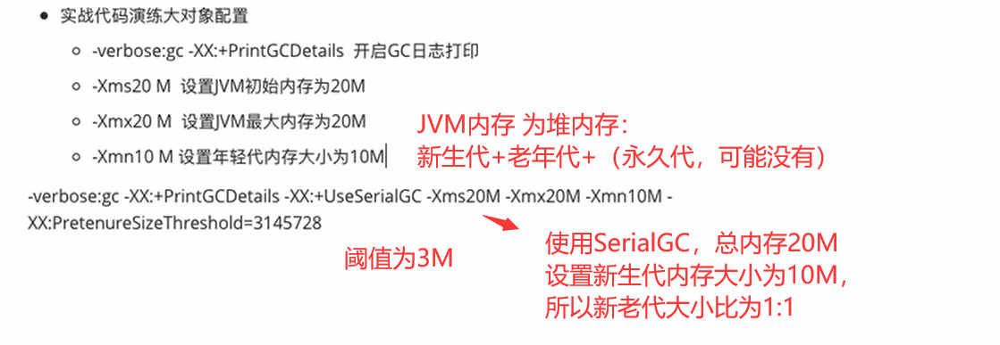 实战代码演练大对象配置
-verbose:gc -XX:+PrintGCDetails 开启GC日志打印
-Xms20 M 设置JVM初始内存为20M
-Xmx20 M 设置JVM最大内存为20M
-Xmn10 M 设置年轻代内存大小为10M
JVM内存 为堆内存:
新生代+老年代+（永久代，可能没有）
-verbose:gc -XX:+PrintGCDetails -XX:+UseSerialGC -Xms20M -Xmx20M -Xmn10M -
XX:PretenureSizeThreshold=3145728
阈值为3M
使用SerialGC，总内存20M
设置新生代内存大小为10M，
所以新老代大小比为1:1